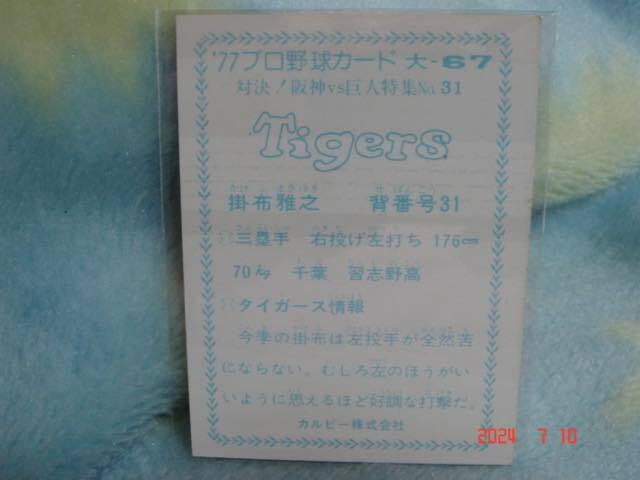 '77プロ野球カード 大-67
対決！阪神vs巨人特集No.31
Tigers
掛布雅之 背番号31
三塁手 右投げ左打ち 176cm
70kg 千葉 習志野高
タイガース情報
今季の掛布は左投手が全然苦
にならない。むしろ左のほうがい
いように思えるほど好調な打撃だ。
カルビー株式会社
2024 7 10